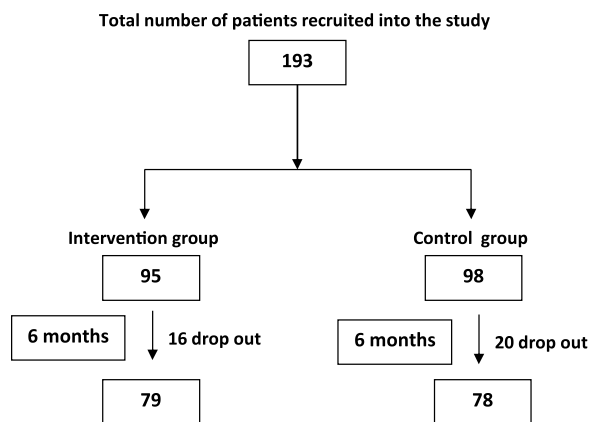 Total number of patients recruited into the study
193
Intervention group
Control group
95
98
6 months
16 drop out
6 months
20 drop out
79
78